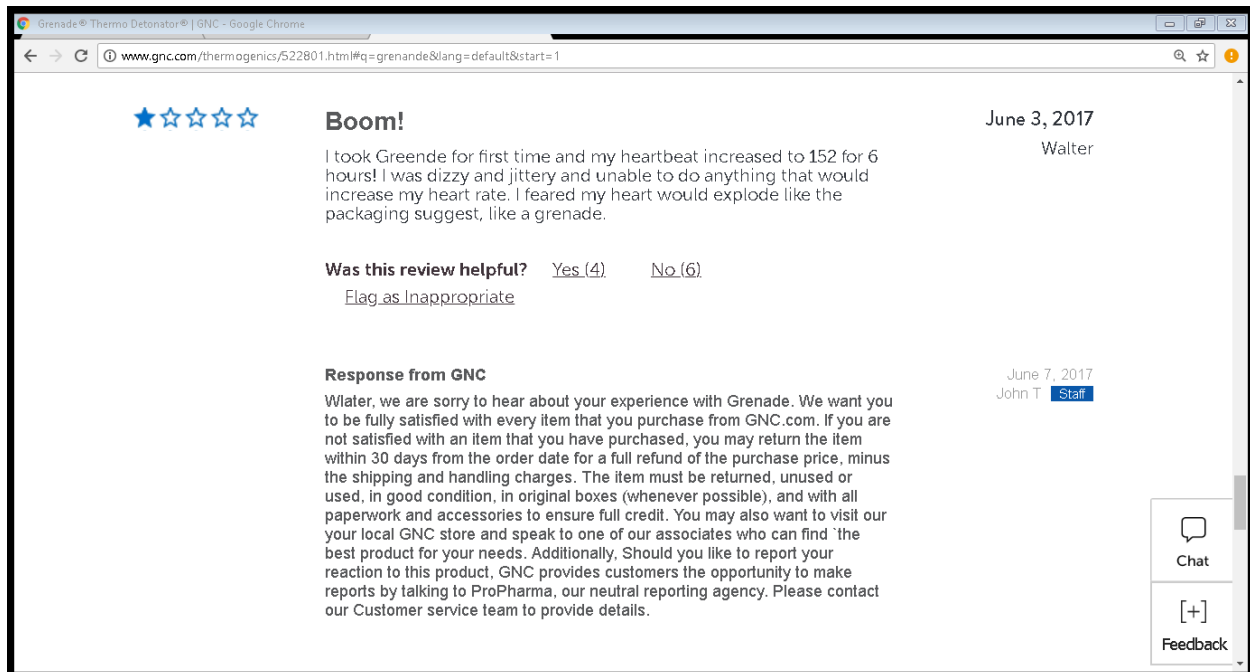 Grenade® Thermo Detonator® | GNC - Google Chrome
www.gnc.com/thermogenics/522801.html#q=grenande&lang=default&start=1
Boom!
June 3, 2017
Walter
I took Greende for first time and my heartbeat increased to 152 for 6
hours! I was dizzy and jittery and unable to do anything that would
increase my heart rate. I feared my heart would explode like the
packaging suggest, like a grenade.
Was this review helpful? Yes (4) No (6)
Flag as Inappropriate
Response from GNC
June 7, 2017
John T Staff
Wlater, we are sorry to hear about your experience with Grenade. We want you
to be fully satisfied with every item that you purchase from GNC.com. If you are
not satisfied with an item that you have purchased, you may return the item
within 30 days from the order date for a full refund of the purchase price, minus
the shipping and handling charges. The item must be returned, unused or
used, in good condition, in original boxes (whenever possible), and with all
paperwork and accessories to ensure full credit. You may also want to visit our
your local GNC store and speak to one of our associates who can find `the
best product for your needs. Additionally, Should you like to report your
reaction to this product, GNC provides customers the opportunity to make
reports by talking to ProPharma, our neutral reporting agency. Please contact
our Customer service team to provide details.
Chat
[+]
Feedback